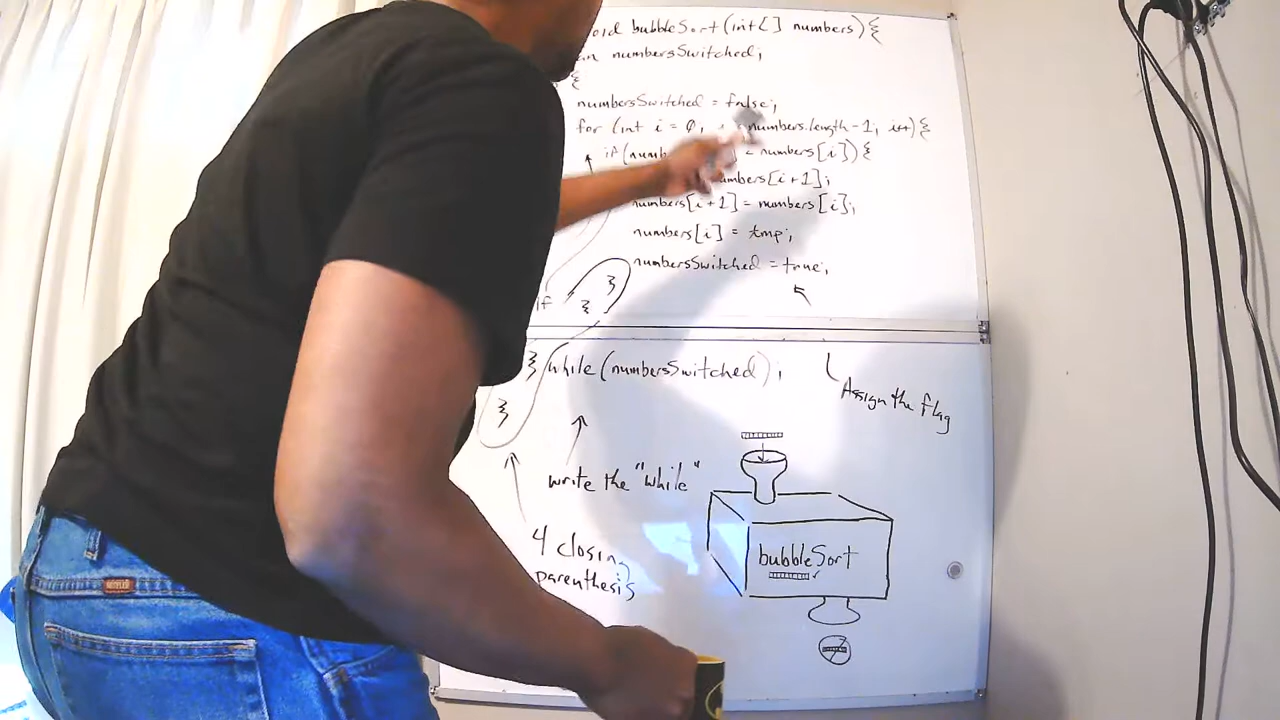 bubbleSort(int[] numbers){
numbersSwitched;
{
numbersSwitched = false;
for (int i = 0; numbers.length-1; i++){
if (numbers[i]){
numbers[i+1];
numbers[i+1] = numbers[i];
numbers[i] = tmp;
numbersSwitched = true;
if }
}
} while (numbersSwitched);
}
Assign the flag
write the "while"
4 closing
parenthesis
bubbleSort